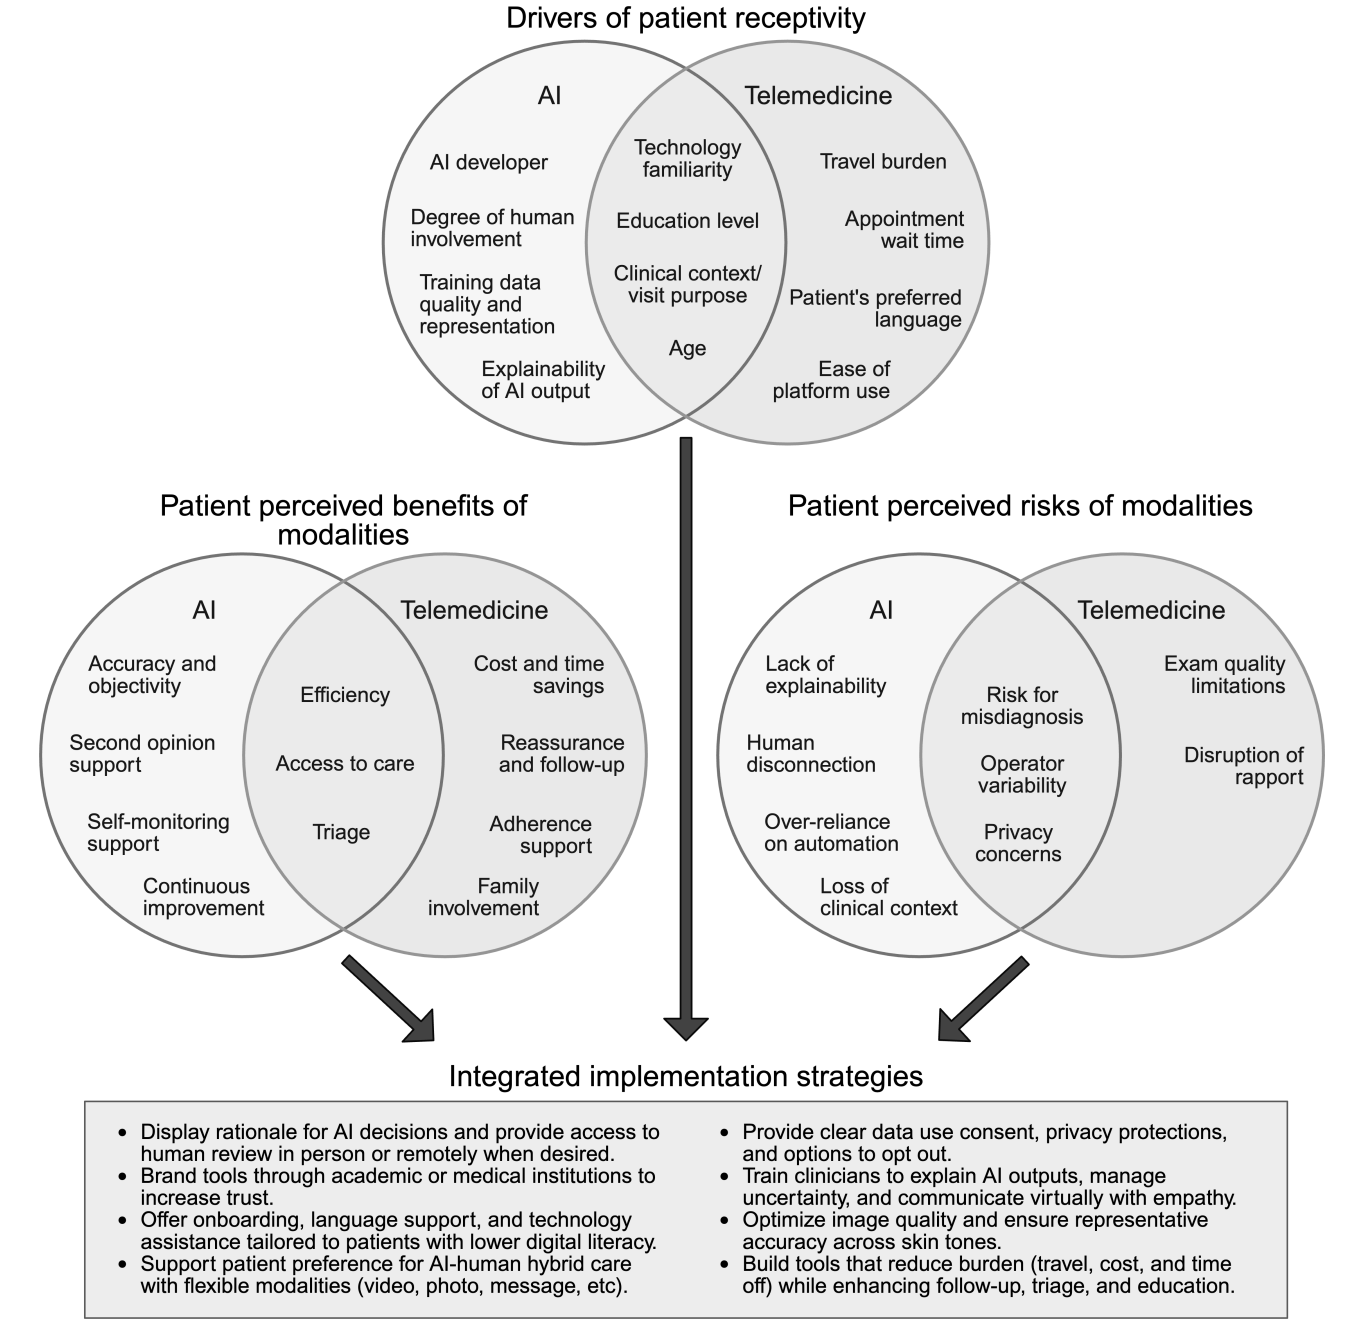 Drivers of patient receptivity
AI
AI developer
Degree of human
involvement
Training data
quality and
representation
Explainability
of AI output
Technology
familiarity
Education level
Clinical context/
visit purpose
Age
Telemedicine
Travel burden
Appointment
wait time
Patient's preferred
language
Ease of
platform use
Patient perceived benefits of
modalities
AI
Accuracy and
objectivity
Second opinion
support
Self-monitoring
support
Continuous
improvement
Efficiency
Access to care
Triage
Telemedicine
Cost and time
savings
Reassurance
and follow-up
Adherence
support
Family
involvement
Patient perceived risks of modalities
AI
Lack of
explainability
Human
disconnection
Over-reliance
on automation
Loss of
clinical context
Risk for
misdiagnosis
Operator
variability
Privacy
concerns
Telemedicine
Exam quality
limitations
Disruption of
rapport
Integrated implementation strategies
• Display rationale for AI decisions and provide access to
human review in person or remotely when desired.
• Brand tools through academic or medical institutions to
increase trust.
• Offer onboarding, language support, and technology
assistance tailored to patients with lower digital literacy.
• Support patient preference for AI-human hybrid care
with flexible modalities (video, photo, message, etc).
• Provide clear data use consent, privacy protections,
and options to opt out.
• Train clinicians to explain AI outputs, manage
uncertainty, and communicate virtually with empathy.
• Optimize image quality and ensure representative
accuracy across skin tones.
• Build tools that reduce burden (travel, cost, and time
off) while enhancing follow-up, triage, and education.